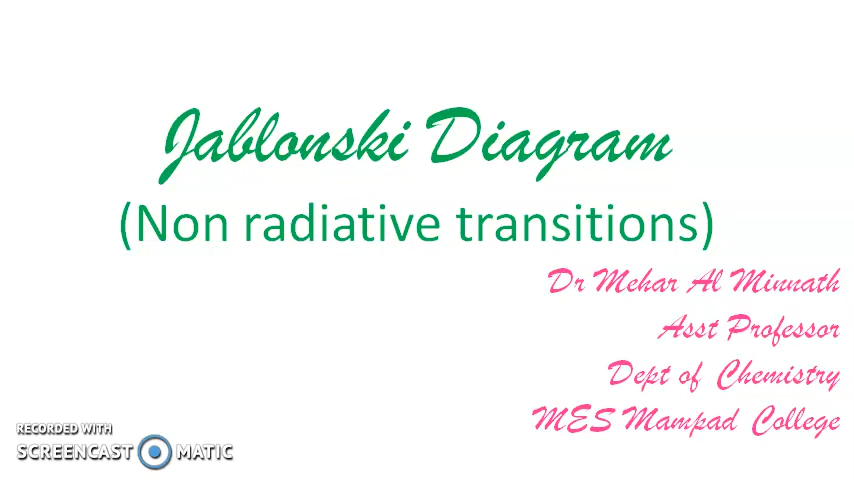 Jablonski Diagram
(Non radiative transitions)
Dr Mehar Al Minnath
Asst Professor
Dept of Chemistry
MES Mampad College
RECORDED WITH
SCREENCAST MATIC